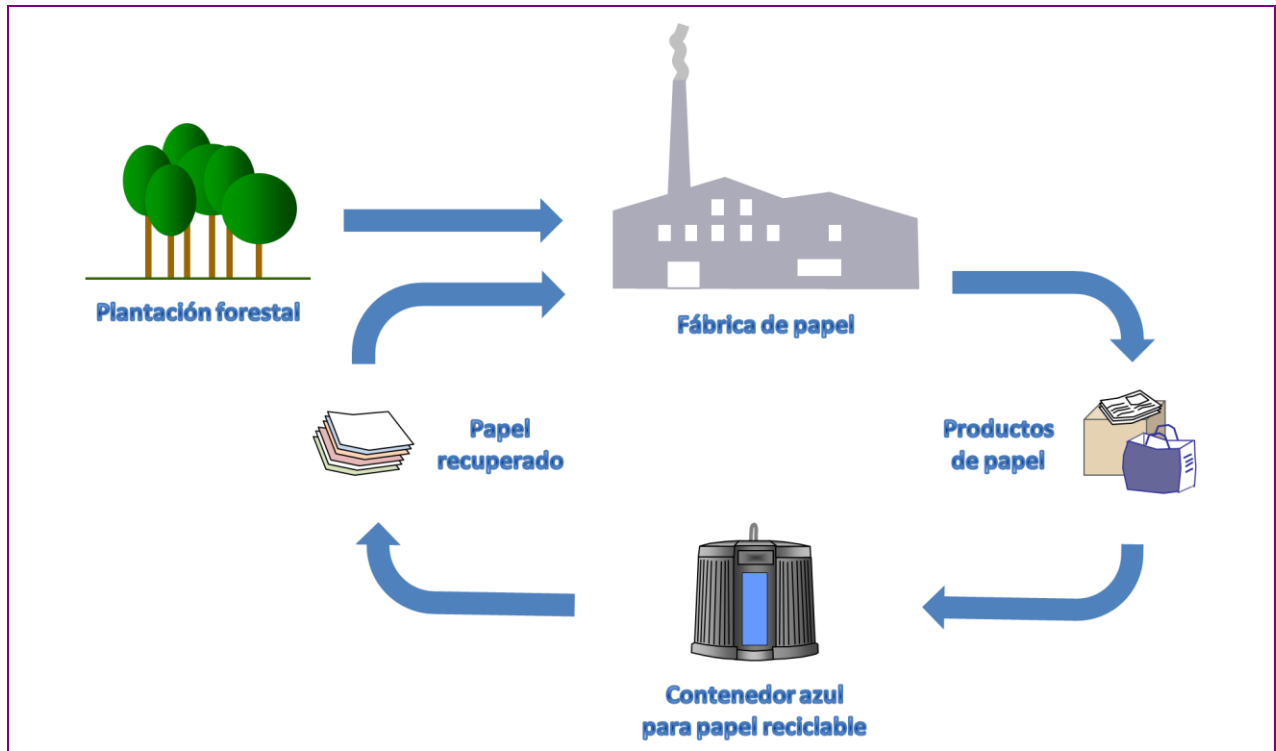 Plantación forestal
Fábrica de papel
Papel
recuperado
Productos
de papel
Contenedor azul
para papel reciclable